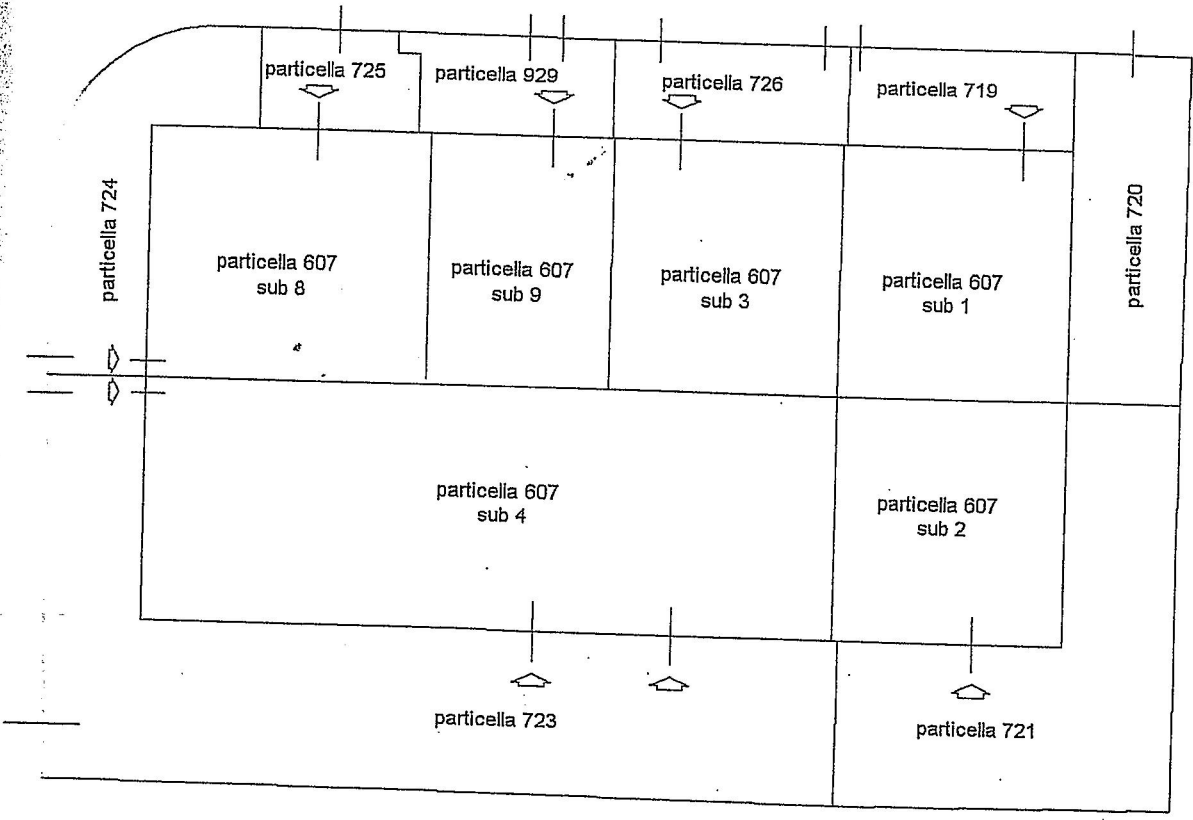 particella 725
particella 929
particella 726
particella 719
particella 724
particella 720
particella 607
sub 8
particella 607
sub 9
particella 607
sub 3
particella 607
sub 1
particella 607
sub 4
particella 607
sub 2
particella 723
particella 721